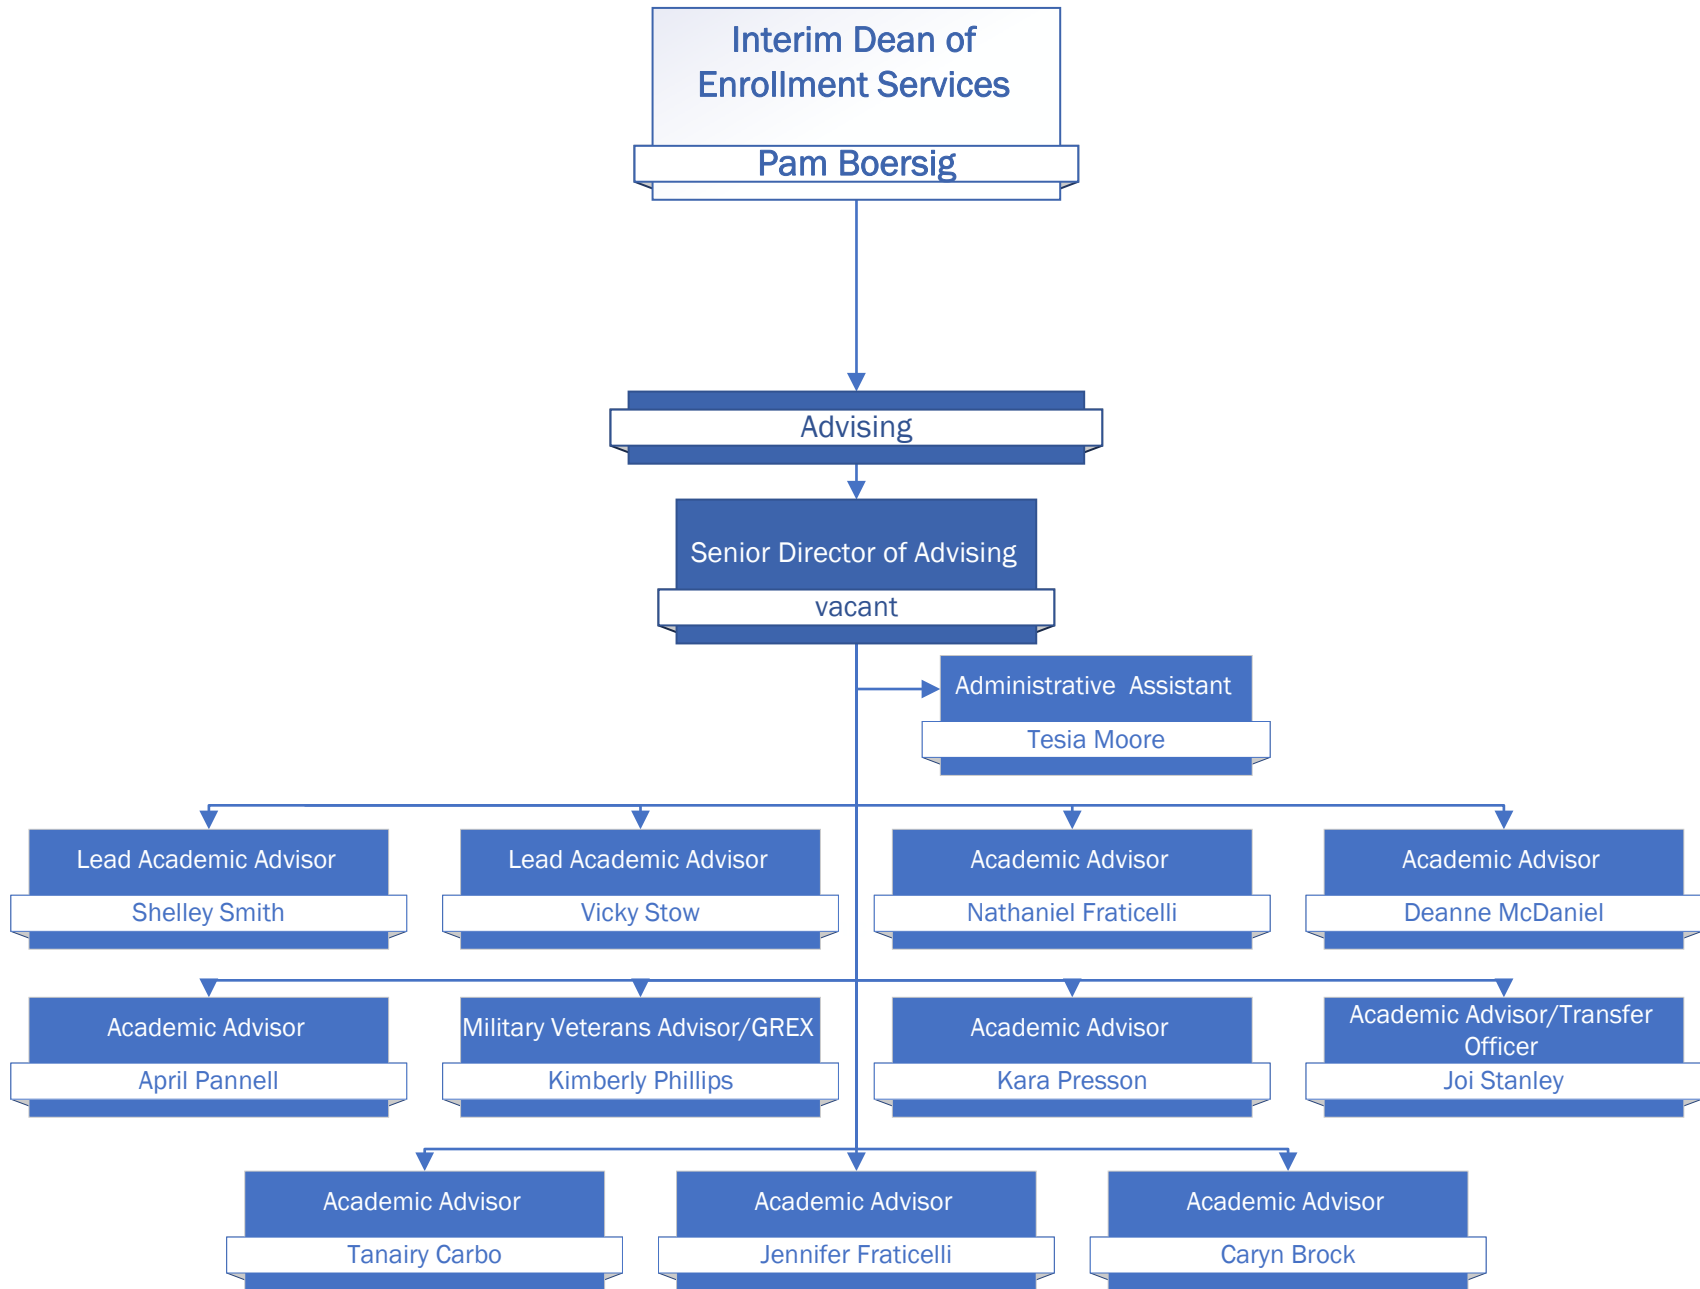 Interim Dean of
Enrollment Services
Pam Boersig
Advising
Senior Director of Advising
vacant
Administrative  Assistant
Tesia Moore
Lead Academic Advisor
Shelley Smith
Lead Academic Advisor
Vicky Stow
Academic Advisor
Nathaniel Fraticelli
Academic Advisor
Deanne McDaniel
Academic Advisor
April Pannell
Military Veterans Advisor/GREX
Kimberly Phillips
Academic Advisor
Kara Presson
Academic Advisor/Transfer
Officer
Joi Stanley
Academic Advisor
Tanairy Carbo
Academic Advisor
Jennifer Fraticelli
Academic Advisor
Caryn Brock